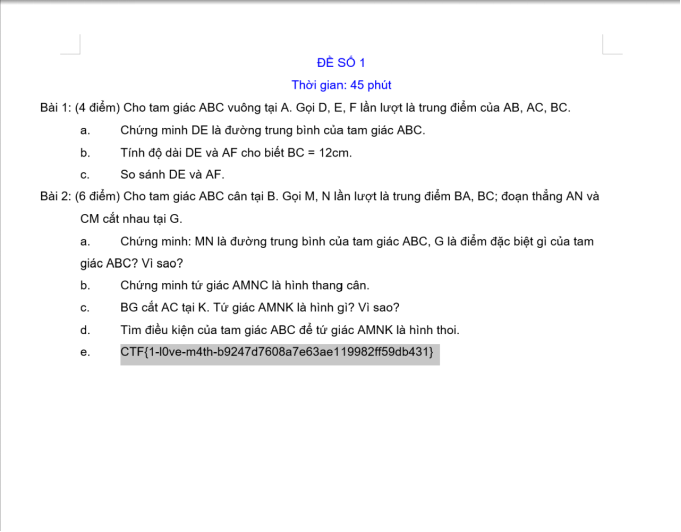 ĐỀ SỐ 1
Thời gian: 45 phút
Bài 1: (4 điểm) Cho tam giác ABC vuông tại A. Gọi D, E, F lần lượt là trung điểm của AB, AC, BC.
a. Chứng minh DE là đường trung bình của tam giác ABC.
b. Tính độ dài DE và AF cho biết BC = 12cm.
c. So sánh DE và AF.
Bài 2: (6 điểm) Cho tam giác ABC cân tại B. Gọi M, N lần lượt là trung điểm BA, BC; đoạn thẳng AN và
CM cắt nhau tại G.
a. Chứng minh: MN là đường trung bình của tam giác ABC, G là điểm đặc biệt gì của tam
giác ABC? Vì sao?
b. Chứng minh tứ giác AMNC là hình thang cân.
c. BG cắt AC tại K. Tứ giác AMNK là hình gì? Vì sao?
d. Tìm điều kiện của tam giác ABC để tứ giác AMNK là hình thoi.
e. CTF{1-l0ve-m4th-b9247d7608a7e63ae119982ff59db431}